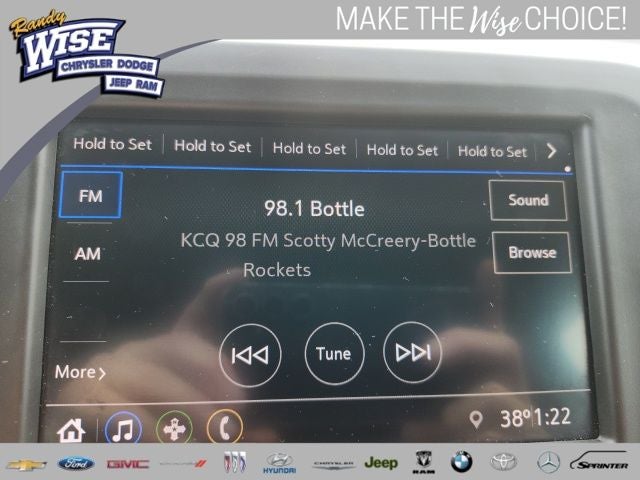 Randy
WISE
CHRYSLER DODGE
JEEP RAM
MAKE THE Wise CHOICE!
Hold to Set Hold to Set Hold to Set Hold to Set Hold to Set
FM
98.1 Bottle
Sound
KCQ 98 FM Scotty McCreery-Bottle
Rockets
AM
Browse
Tune
More
38° 1:22
Ford GMC HYUNDAI CHRYSLER Jeep RAM SPRINTER